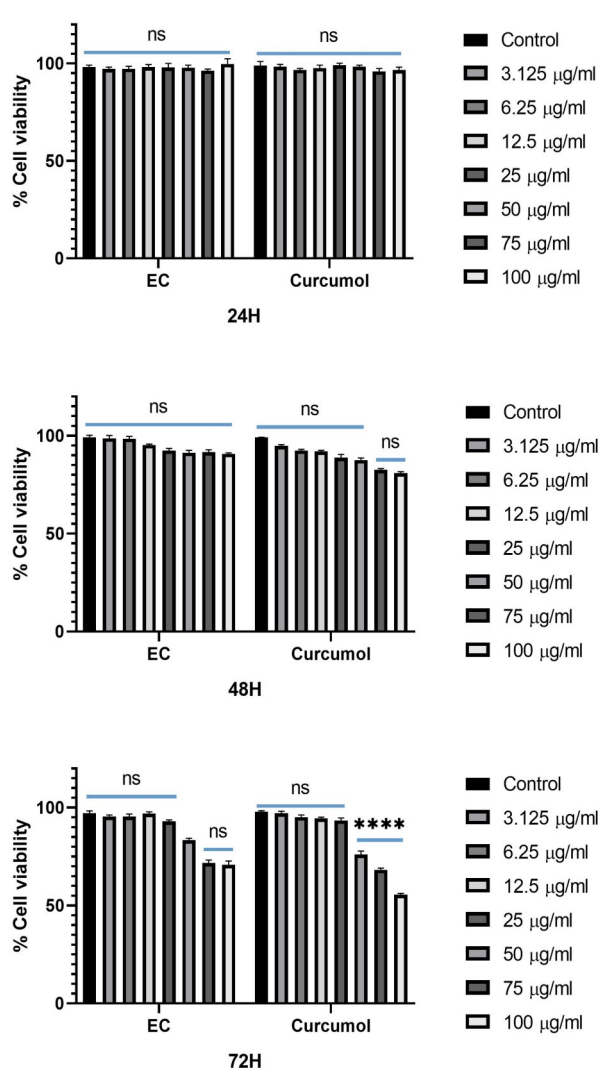 ns
ns
% Cell viability
100
50
0
EC
Curcumol
24H
Control
3.125 µg/ml
6.25 µg/ml
12.5 µg/ml
25 µg/ml
50 µg/ml
75 µg/ml
100 µg/ml
ns
ns
ns
% Cell viability
100
50
0
EC
Curcumol
48H
Control
3.125 µg/ml
6.25 µg/ml
12.5 µg/ml
25 µg/ml
50 µg/ml
75 µg/ml
100 µg/ml
ns
ns
ns
****
% Cell viability
100
50
0
EC
Curcumol
72H
Control
3.125 µg/ml
6.25 µg/ml
12.5 µg/ml
25 µg/ml
50 µg/ml
75 µg/ml
100 µg/ml